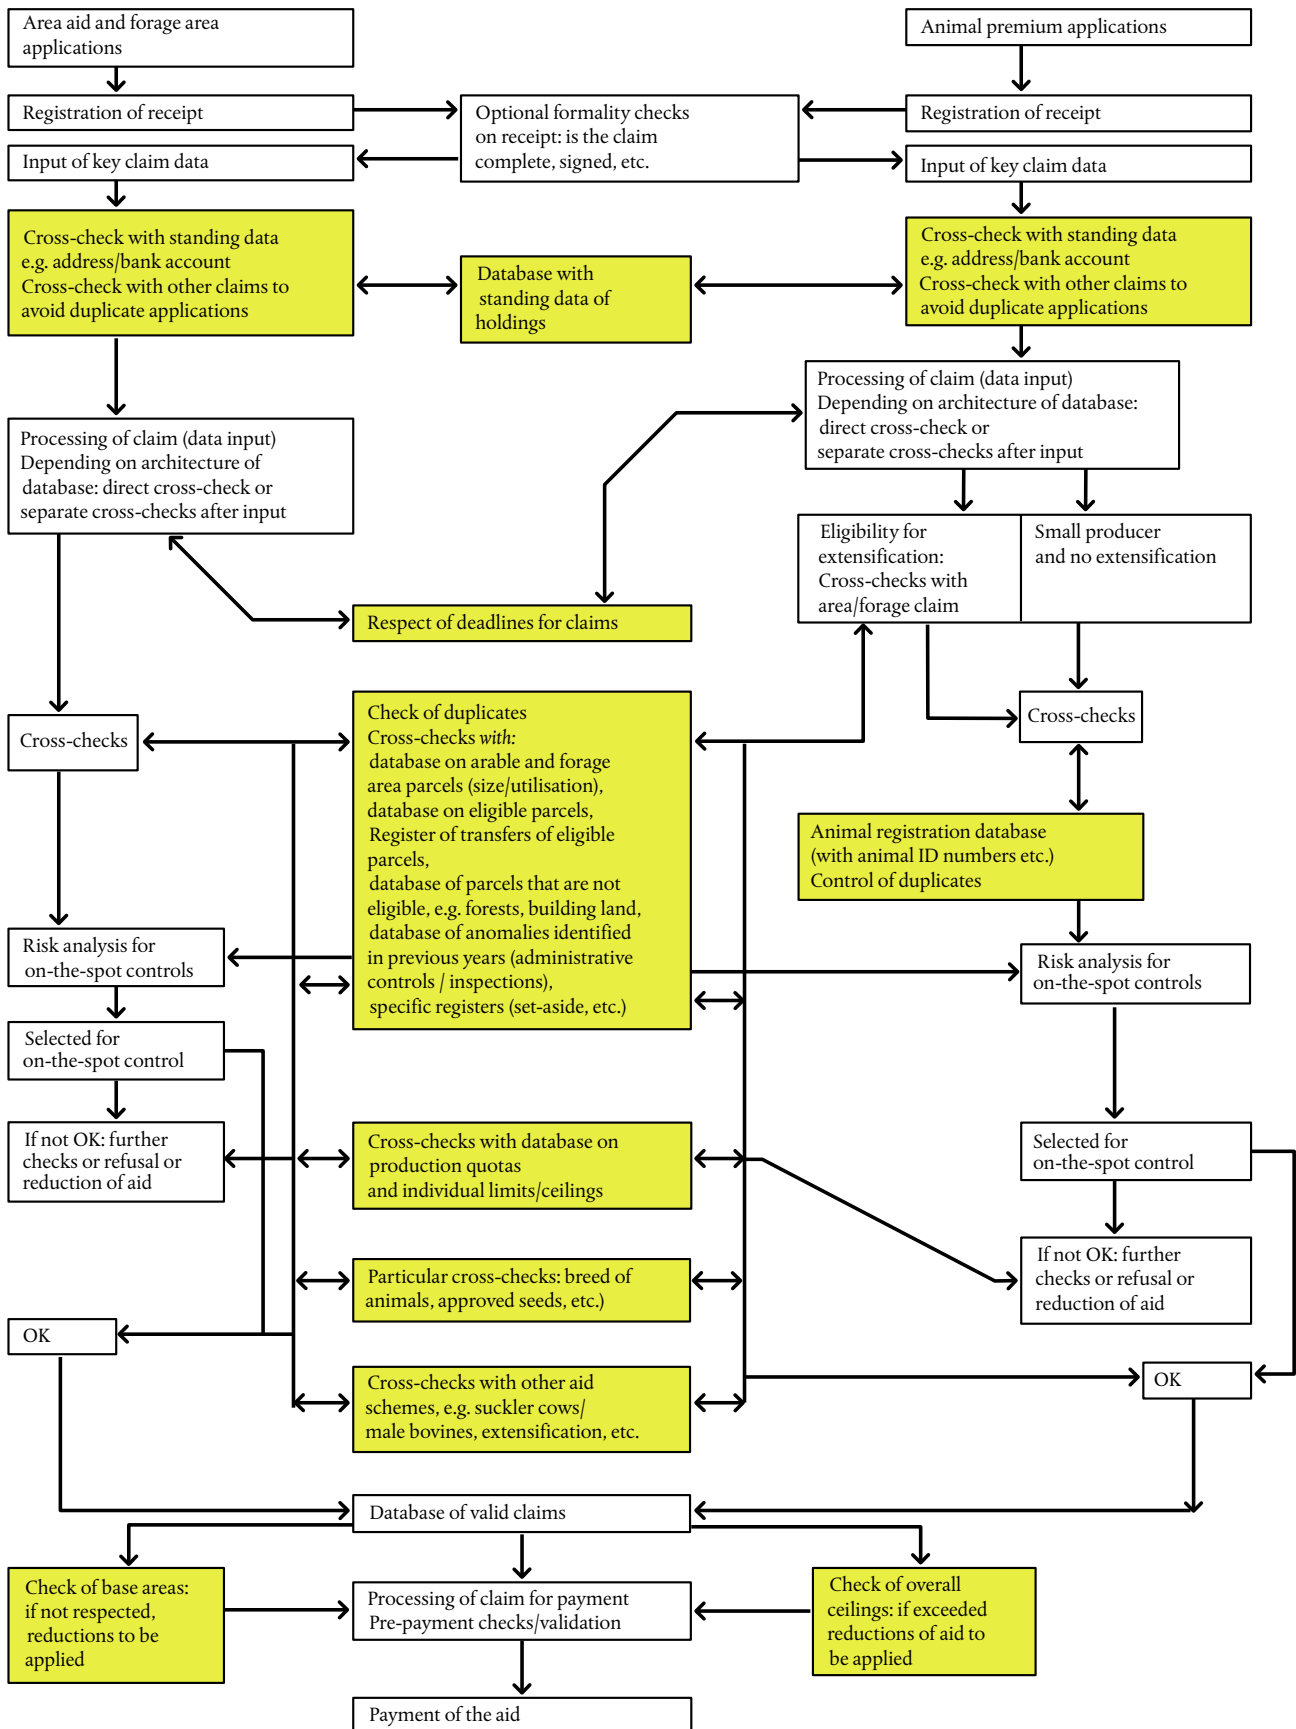 Area aid and forage area
applications
Animal premium applications
Registration of receipt
Optional formality checks
on receipt: is the claim
complete, signed, etc.
Registration of receipt
Input of key claim data
Input of key claim data
Cross-check with standing data
e.g. address/bank account
Cross-check with other claims to
avoid duplicate applications
Database with
standing data of
holdings
Cross-check with standing data
e.g. address/bank account
Cross-check with other claims to
avoid duplicate applications
Processing of claim (data input)
Depending on architecture of database:
direct cross-check or
separate cross-checks after input
Processing of claim (data input)
Depending on architecture of
database: direct cross-check or
separate cross-checks after input
Eligibility for
extensification:
Cross-checks with
area/forage claim
Small producer
and no extensification
Respect of deadlines for claims
Cross-checks
Check of duplicates
Cross-checks with:
database on arable and forage
area parcels (size/utilisation),
database on eligible parcels,
Register of transfers of eligible
parcels,
database of parcels that are not
eligible, e.g. forests, building land,
database of anomalies identified
in previous years (administrative
controls / inspections),
specific registers (set-aside, etc.)
Cross-checks
Animal registration database
(with animal ID numbers etc.)
Control of duplicates
Risk analysis for
on-the-spot controls
Risk analysis for
on-the-spot controls
Selected for
on-the-spot control
If not OK: further
checks or refusal or
reduction of aid
Cross-checks with database on
production quotas
and individual limits/ceilings
Selected for
on-the-spot control
Particular cross-checks: breed of
animals, approved seeds, etc.)
If not OK: further
checks or refusal or
reduction of aid
OK
Cross-checks with other aid
schemes, e.g. suckler cows/
male bovines, extensification, etc.
OK
Database of valid claims
Check of base areas:
if not respected,
reductions to be
applied
Processing of claim for payment
Pre-payment checks/validation
Check of overall
ceilings: if exceeded
reductions of aid to
be applied
Payment of the aid